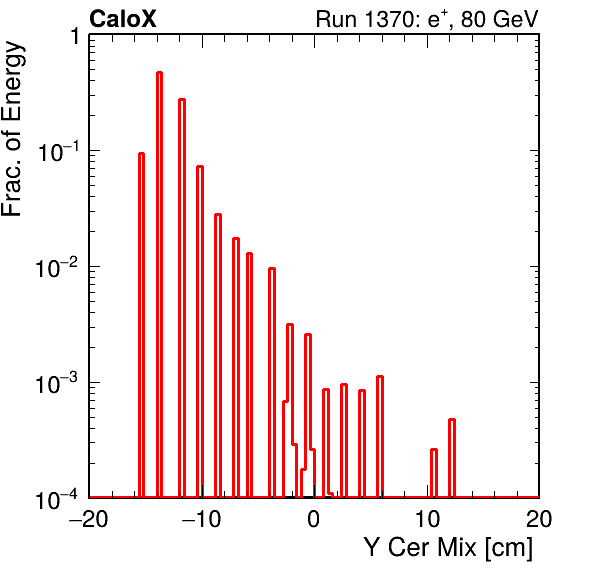 CaloX Run 1370: e⁺, 80 GeV
Frac. of Energy
1
10⁻¹
10⁻²
10⁻³
10⁻⁴
−20 −10 0 10 20
Y Cer Mix [cm]